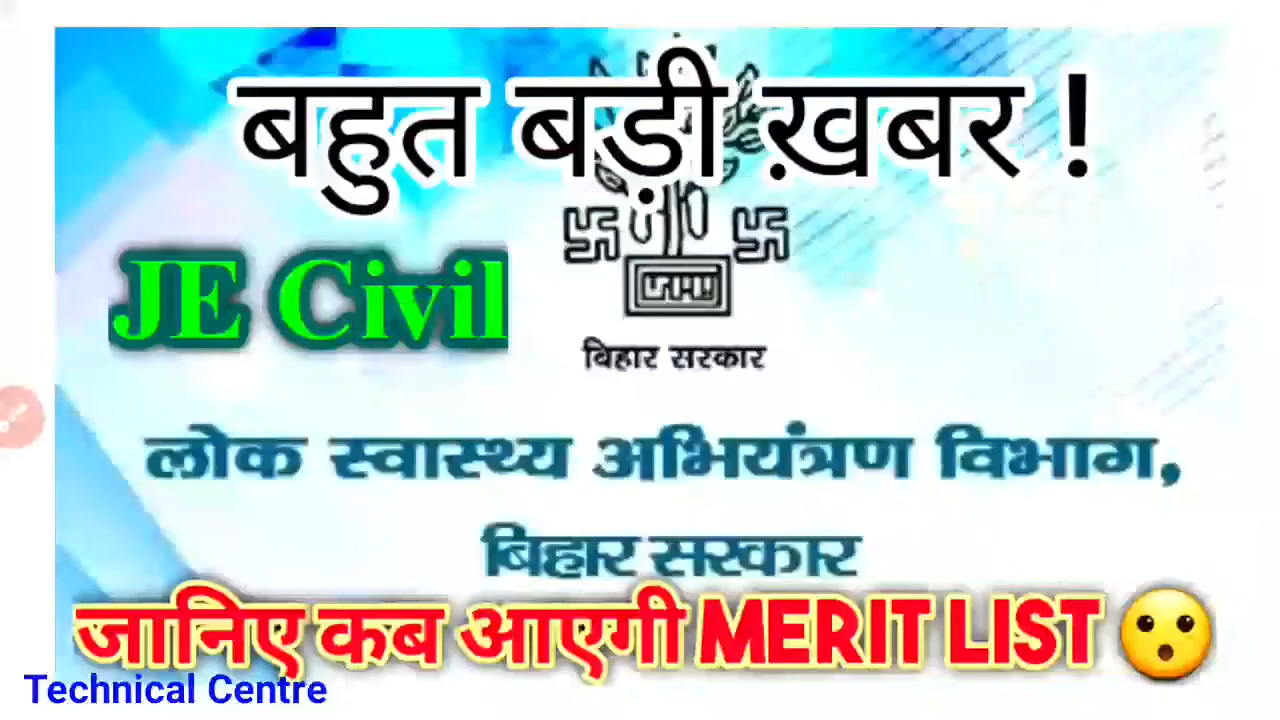 बहुत बड़ी ख़बर !
JE Civil
बिहार सरकार
लोक स्वास्थ्य अभियंत्रण विभाग,
बिहार सरकार
जानिए कब आएगी MERIT LIST
Technical Centre